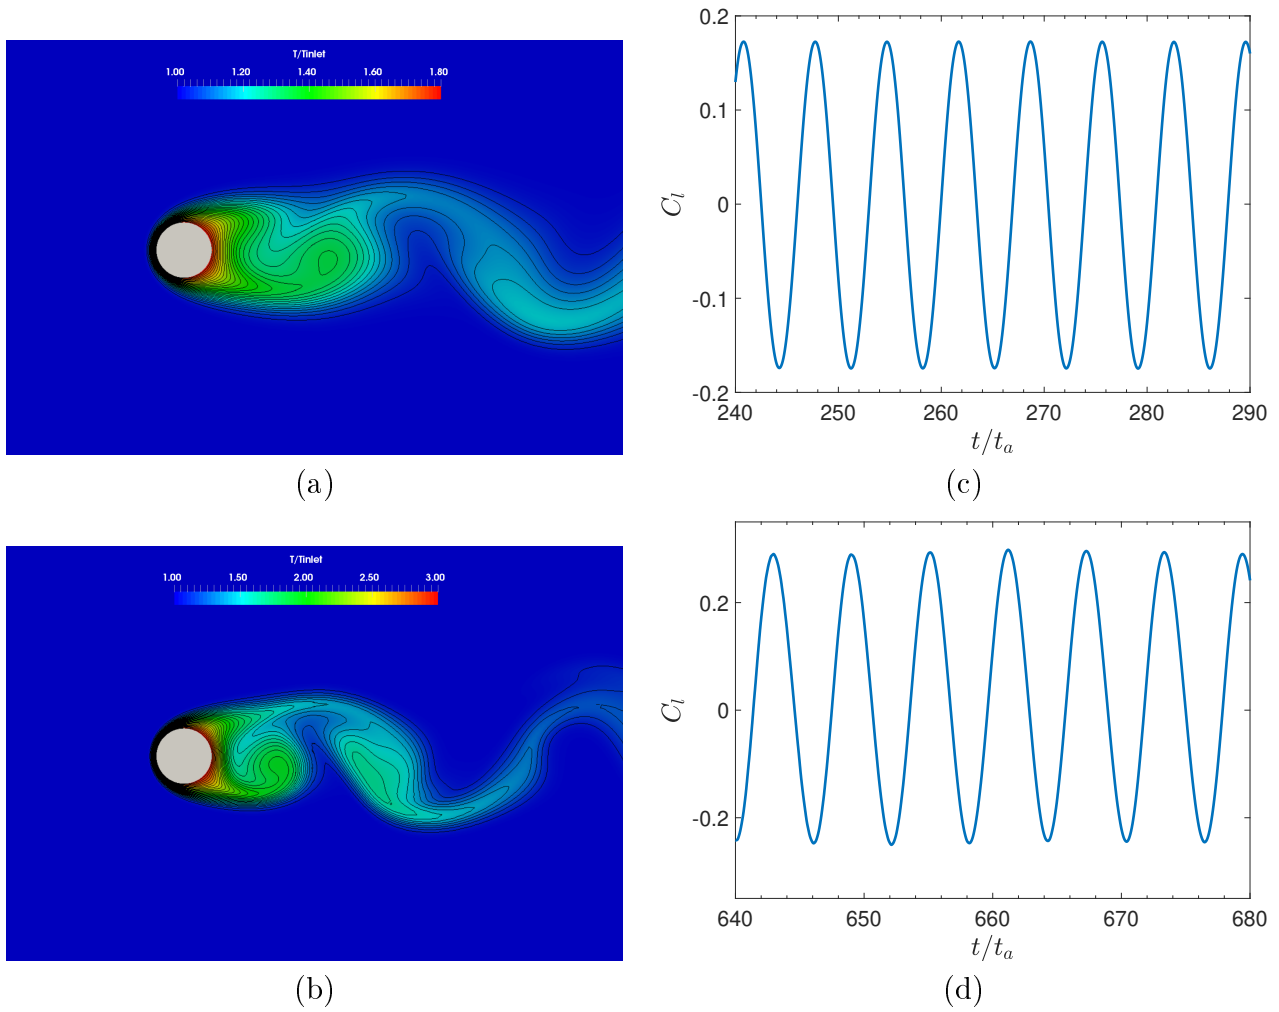 T/Tinlet
1.00 1.20 1.40 1.60 1.80
(a)
0.2
0.1
0
-0.1
-0.2
C_l
240 250 260 270 280 290
t/t_a
(c)
T/Tinlet
1.00 1.50 2.00 2.50 3.00
(b)
0.2
0
-0.2
C_l
640 650 660 670 680
t/t_a
(d)